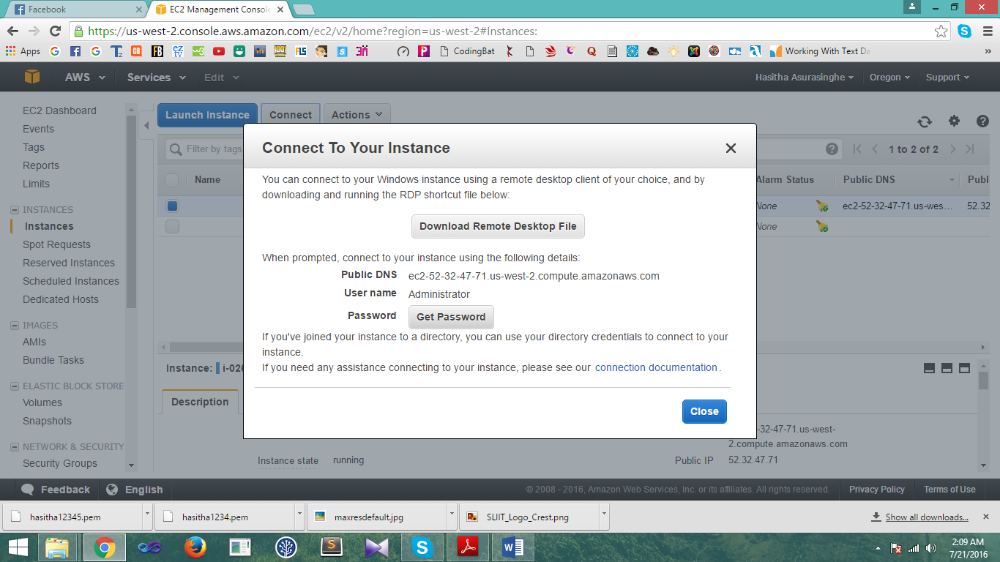 Facebook
EC2 Management Console
https://us-west-2.console.aws.amazon.com/ec2/v2/home?region=us-west-2#Instances:
Apps
CodingBat
Working With Text Da
AWS
Services
Edit
Hasitha Asurasinghe
Oregon
Support
EC2 Dashboard
Events
Tags
Reports
Limits
INSTANCES
Instances
Spot Requests
Reserved Instances
Scheduled Instances
Dedicated Hosts
IMAGES
AMIs
Bundle Tasks
ELASTIC BLOCK STORE
Volumes
Snapshots
NETWORK & SECURITY
Security Groups
Launch Instance
Connect
Actions
Filter by tags
1 to 2 of 2
Name
Alarm Status
Public DNS
Publ
None
ec2-52-32-47-71.us-wes...
52.32
None
Connect To Your Instance
You can connect to your Windows instance using a remote desktop client of your choice, and by
downloading and running the RDP shortcut file below:
Download Remote Desktop File
When prompted, connect to your instance using the following details:
Public DNS ec2-52-32-47-71.us-west-2.compute.amazonaws.com
User name Administrator
Password Get Password
If you've joined your instance to a directory, you can use your directory credentials to connect to your
instance.
If you need any assistance connecting to your instance, please see our connection documentation.
Close
Instance: i-026
Description
-32-47-71.us-west-
2.compute.amazonaws.com
Instance state running
Public IP 52.32.47.71
Feedback
English
© 2008 - 2016, Amazon Web Services, Inc. or its affiliates. All rights reserved.
Privacy Policy
Terms of Use
hasitha12345.pem
hasitha1234.pem
maxresdefault.jpg
SLIIT_Logo_Crest.png
Show all downloads...
2:09 AM
7/21/2016